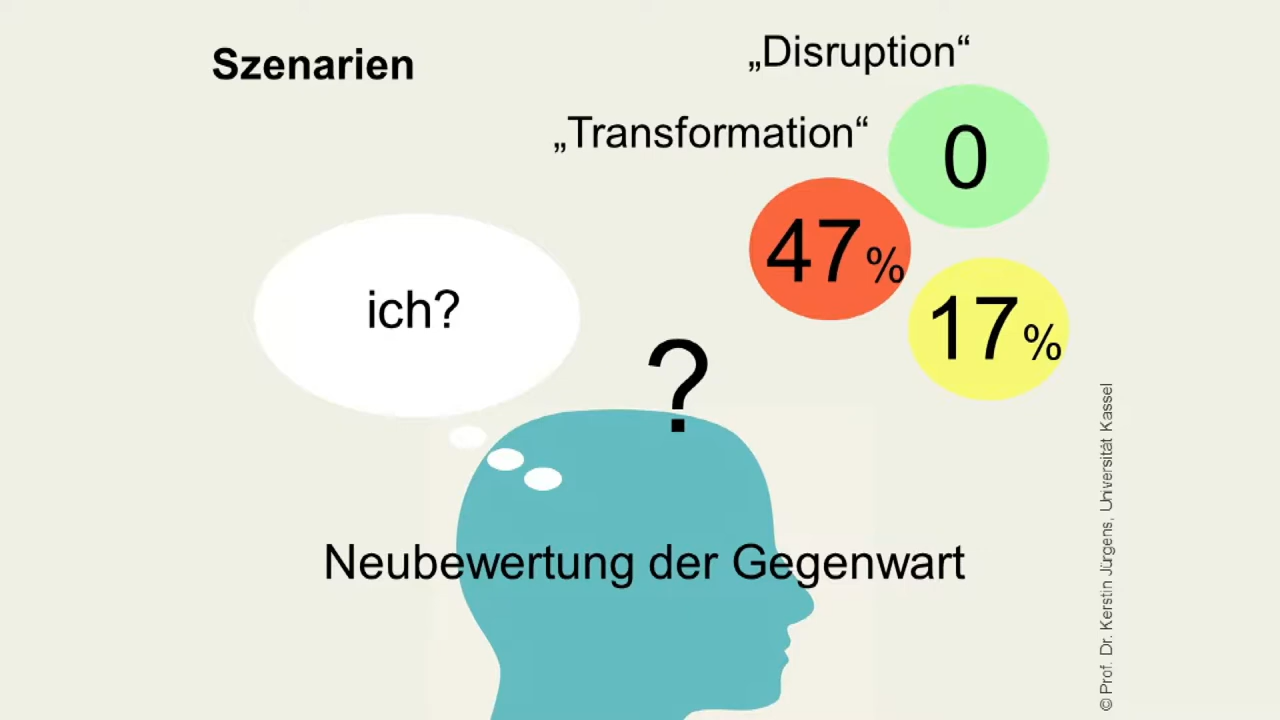 Szenarien
„Disruption“
„Transformation“
0
47%
17%
ich?
?
Neubewertung der Gegenwart
© Prof. Dr. Kerstin Jürgens, Universität Kassel